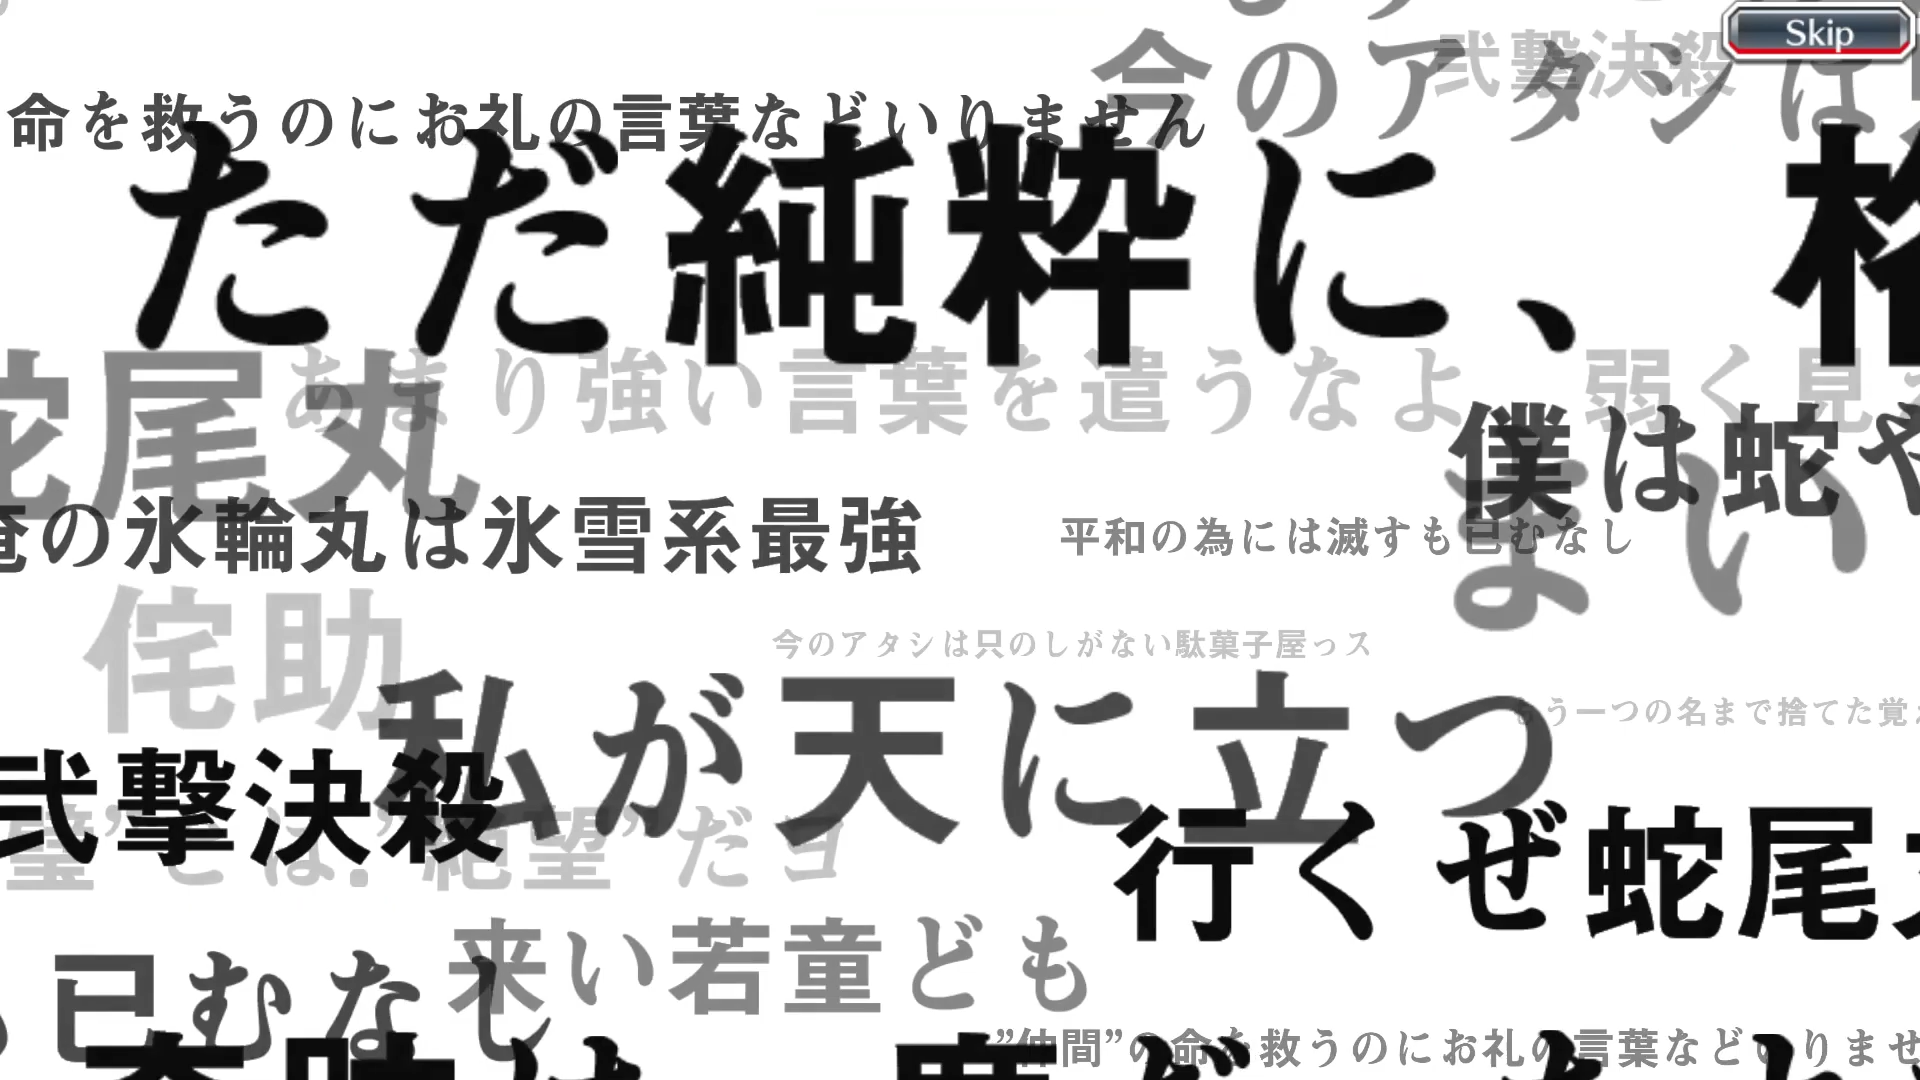 Skip
今のアタシは
弐撃決殺
命を救うのにお礼の言葉などいりません
ただ純粋に、格
蛇尾丸
あまり強い言葉を遣うなよ 弱く見
僕は蛇や
俺の氷輪丸は氷雪系最強
平和の為には滅すも已むなし
まい
侘助
今のアタシは只のしがない駄菓子屋っス
私が天に立つ
もう一つの名まで捨てた覚え
弐撃決殺
璧”とは…”絶望”だヨ
行くぜ蛇尾丸
来い若童ども
已むなし
”仲間”の命を救うのにお礼の言葉などいりませ